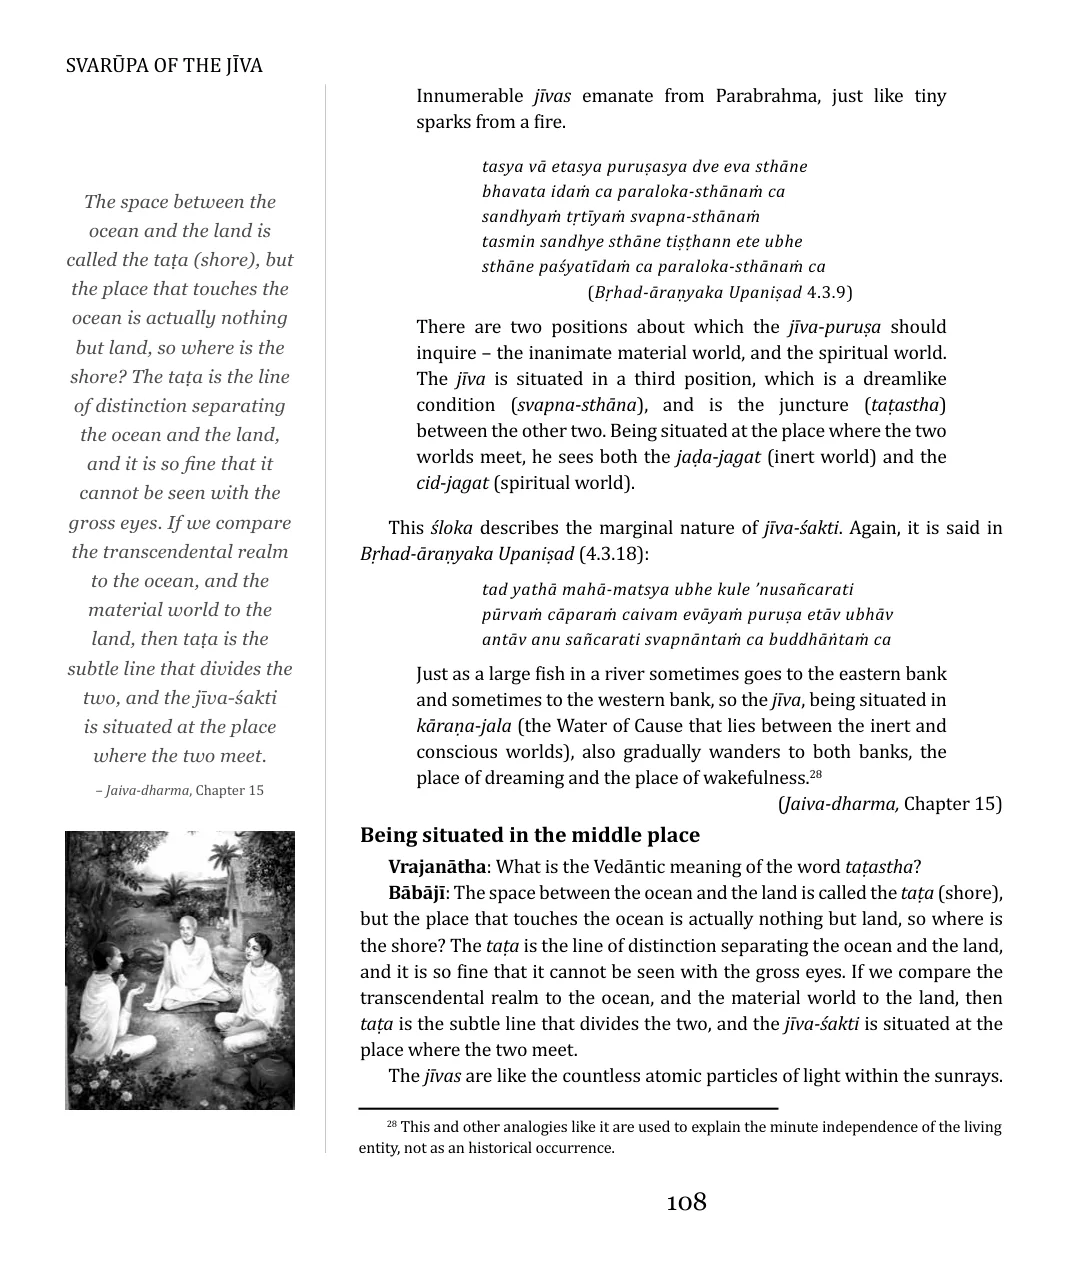 SVARŪPA OF THE JĪVA
The space between the
ocean and the land is
called the taṭa (shore), but
the place that touches the
ocean is actually nothing
but land, so where is the
shore? The taṭa is the line
of distinction separating
the ocean and the land,
and it is so fine that it
cannot be seen with the
gross eyes. If we compare
the transcendental realm
to the ocean, and the
material world to the
land, then taṭa is the
subtle line that divides the
two, and the jīva-śakti
is situated at the place
where the two meet.
– Jaiva-dharma, Chapter 15
Innumerable jīvas emanate from Parabrahma, just like tiny
sparks from a fire.
tasya vā etasya puruṣasya dve eva sthāne
bhavata idaṁ ca paraloka-sthānaṁ ca
sandhyaṁ tṛtīyaṁ svapna-sthānaṁ
tasmin sandhye sthāne tiṣṭhann ete ubhe
sthāne paśyatīdaṁ ca paraloka-sthānaṁ ca
(Bṛhad-āraṇyaka Upaniṣad 4.3.9)
There are two positions about which the jīva-puruṣa should
inquire – the inanimate material world, and the spiritual world.
The jīva is situated in a third position, which is a dreamlike
condition (svapna-sthāna), and is the juncture (taṭastha)
between the other two. Being situated at the place where the two
worlds meet, he sees both the jaḍa-jagat (inert world) and the
cid-jagat (spiritual world).
This śloka describes the marginal nature of jīva-śakti. Again, it is said in
Bṛhad-āraṇyaka Upaniṣad (4.3.18):
tad yathā mahā-matsya ubhe kule ’nusañcarati
pūrvaṁ cāparaṁ caivam evāyaṁ puruṣa etāv ubhāv
antāv anu sañcarati svapnāntaṁ ca buddhāṅtaṁ ca
Just as a large fish in a river sometimes goes to the eastern bank
and sometimes to the western bank, so the jīva, being situated in
kāraṇa-jala (the Water of Cause that lies between the inert and
conscious worlds), also gradually wanders to both banks, the
place of dreaming and the place of wakefulness.²⁸
(Jaiva-dharma, Chapter 15)
Being situated in the middle place
Vrajanātha: What is the Vedāntic meaning of the word taṭastha?
Bābājī: The space between the ocean and the land is called the taṭa (shore),
but the place that touches the ocean is actually nothing but land, so where is
the shore? The taṭa is the line of distinction separating the ocean and the land,
and it is so fine that it cannot be seen with the gross eyes. If we compare the
transcendental realm to the ocean, and the material world to the land, then
taṭa is the subtle line that divides the two, and the jīva-śakti is situated at the
place where the two meet.
The jīvas are like the countless atomic particles of light within the sunrays.
²⁸ This and other analogies like it are used to explain the minute independence of the living
entity, not as an historical occurrence.
108